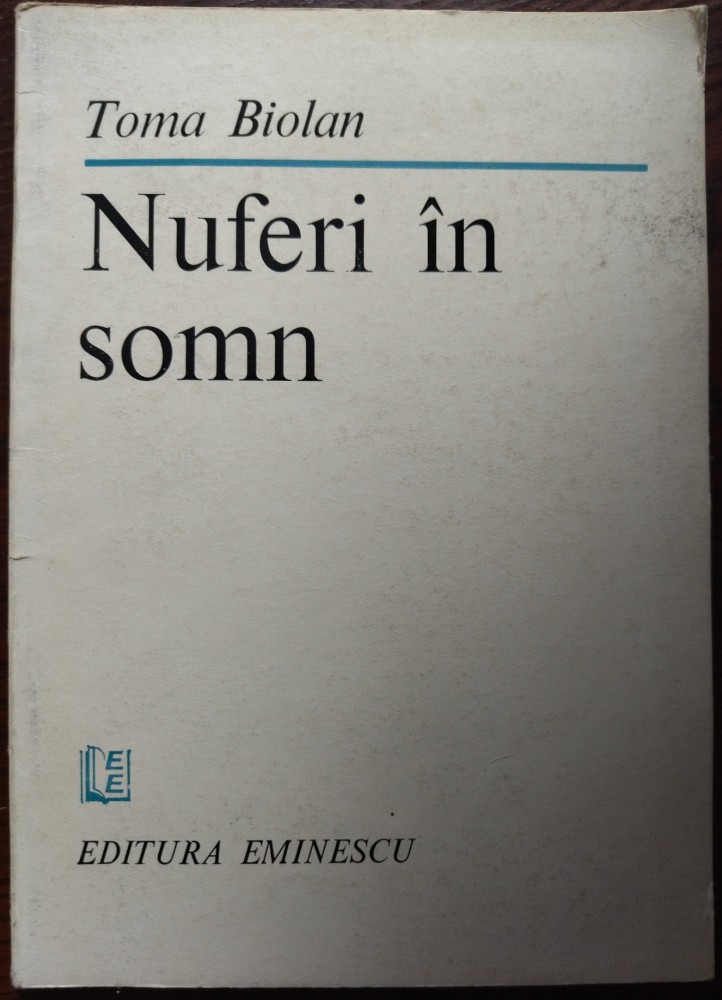 Toma Biolan
Nuferi în
somn
E
E
EDITURA EMINESCU